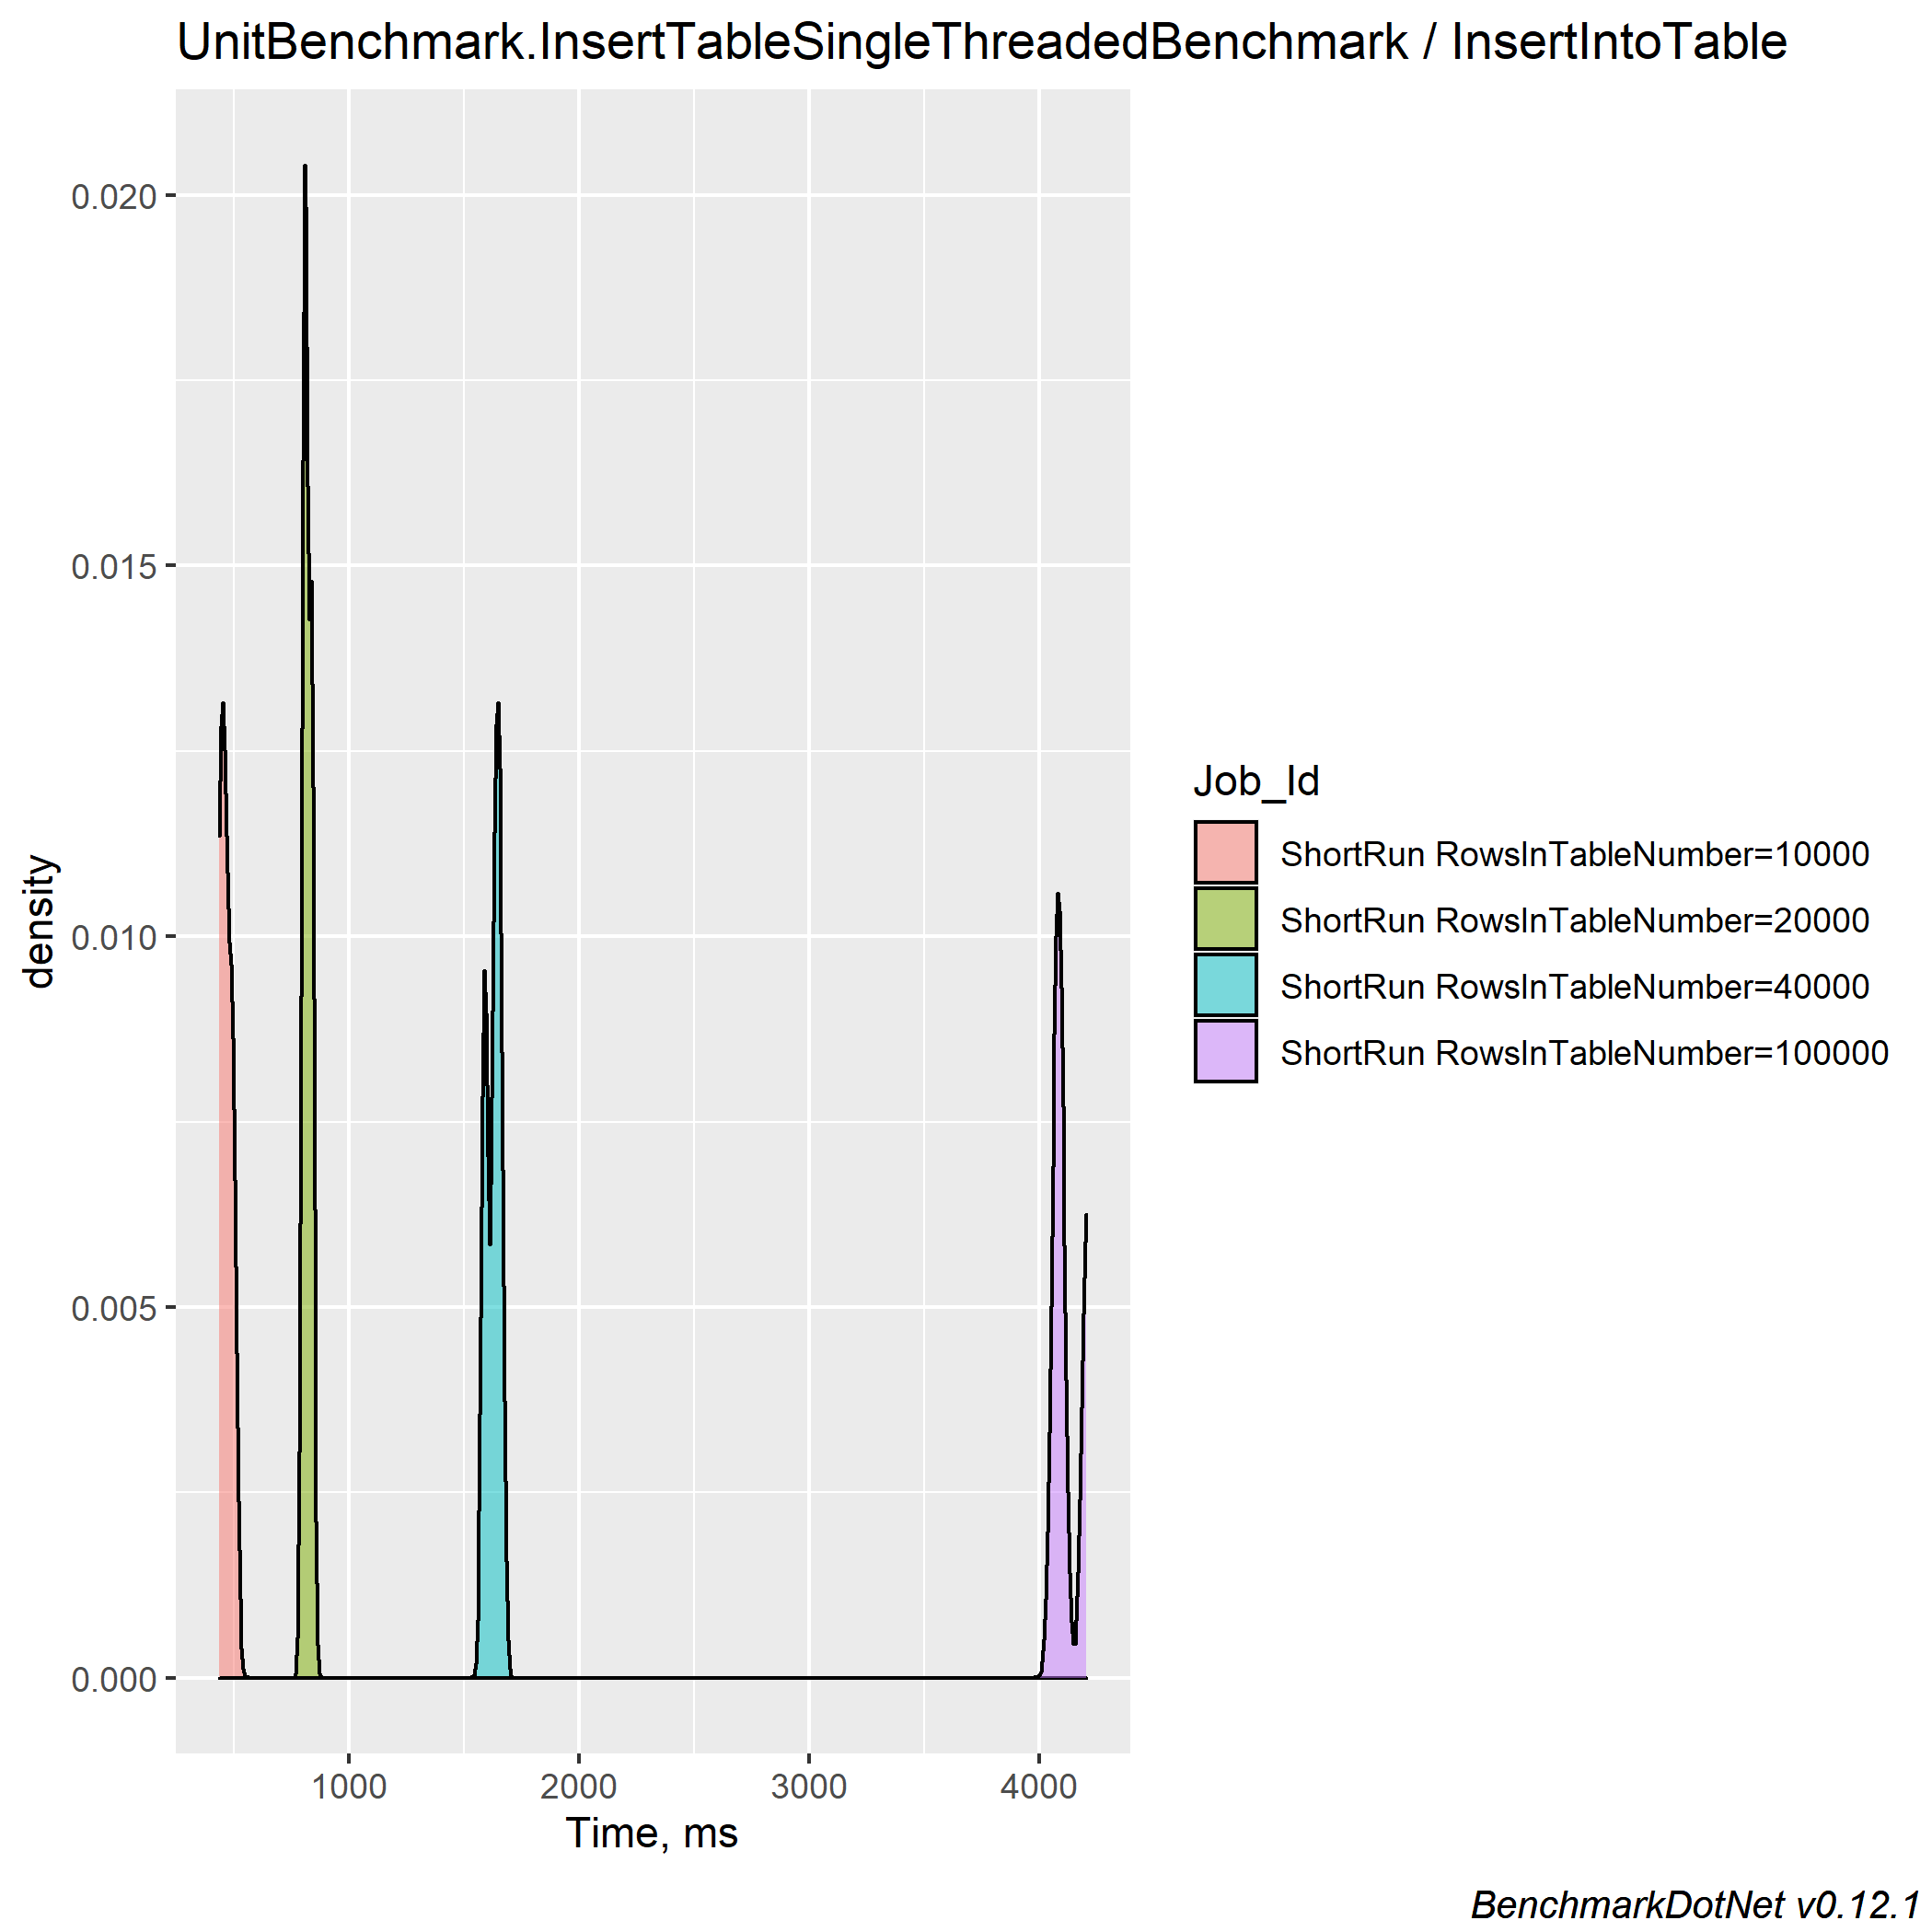 UnitBenchmark.InsertTableSingleThreadedBenchmark / InsertIntoTable
0.020
0.015
0.010
0.005
0.000
density
1000 2000 3000 4000
Time, ms
Job_Id
ShortRun RowsInTableNumber=10000
ShortRun RowsInTableNumber=20000
ShortRun RowsInTableNumber=40000
ShortRun RowsInTableNumber=100000
BenchmarkDotNet v0.12.1